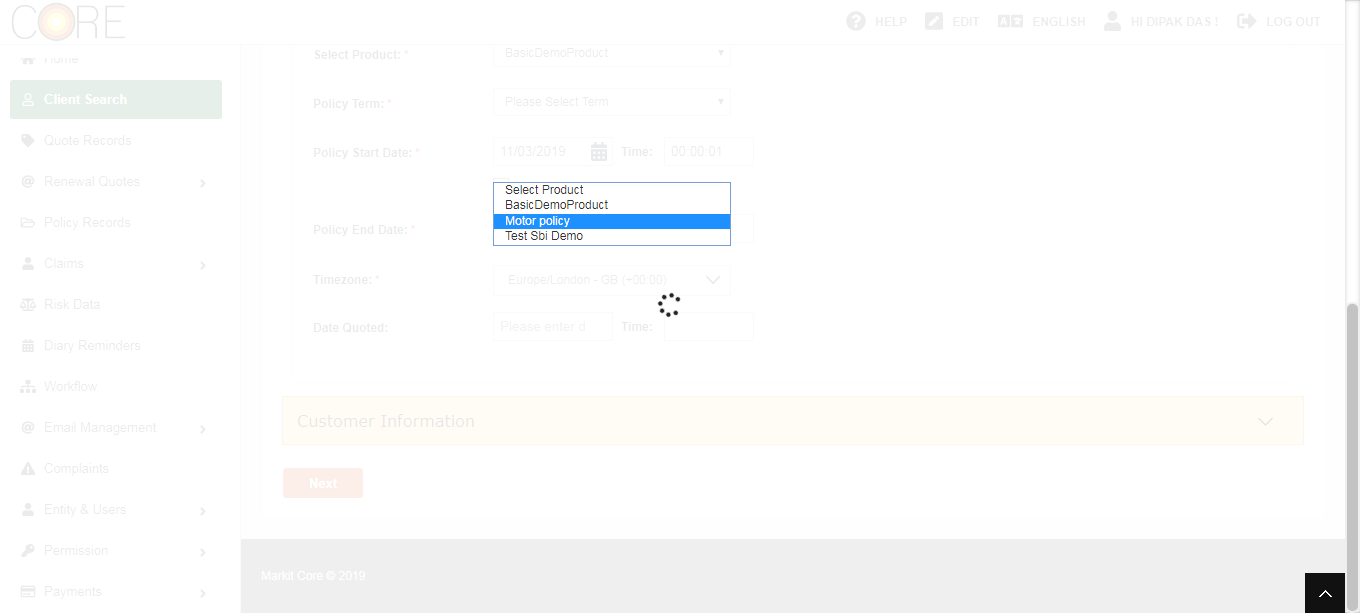 CORE
HELP
EDIT
ENGLISH
HI DIPAK DAS !
LOG OUT
Home
Client Search
Quote Records
Renewal Quotes
Policy Records
Claims
Risk Data
Diary Reminders
Workflow
Email Management
Complaints
Entity & Users
Permission
Payments
Select Product: *
BasicDemoProduct
Policy Term: *
Please Select Term
Policy Start Date: *
11/03/2019
Time:
00:00:01
Select Product
BasicDemoProduct
Motor policy
Test Sbi Demo
Policy End Date: *
Timezone: *
Europe/London - GB (+00:00)
Date Quoted:
Please enter d
Time:
Customer Information
Next
Markit Core © 2019